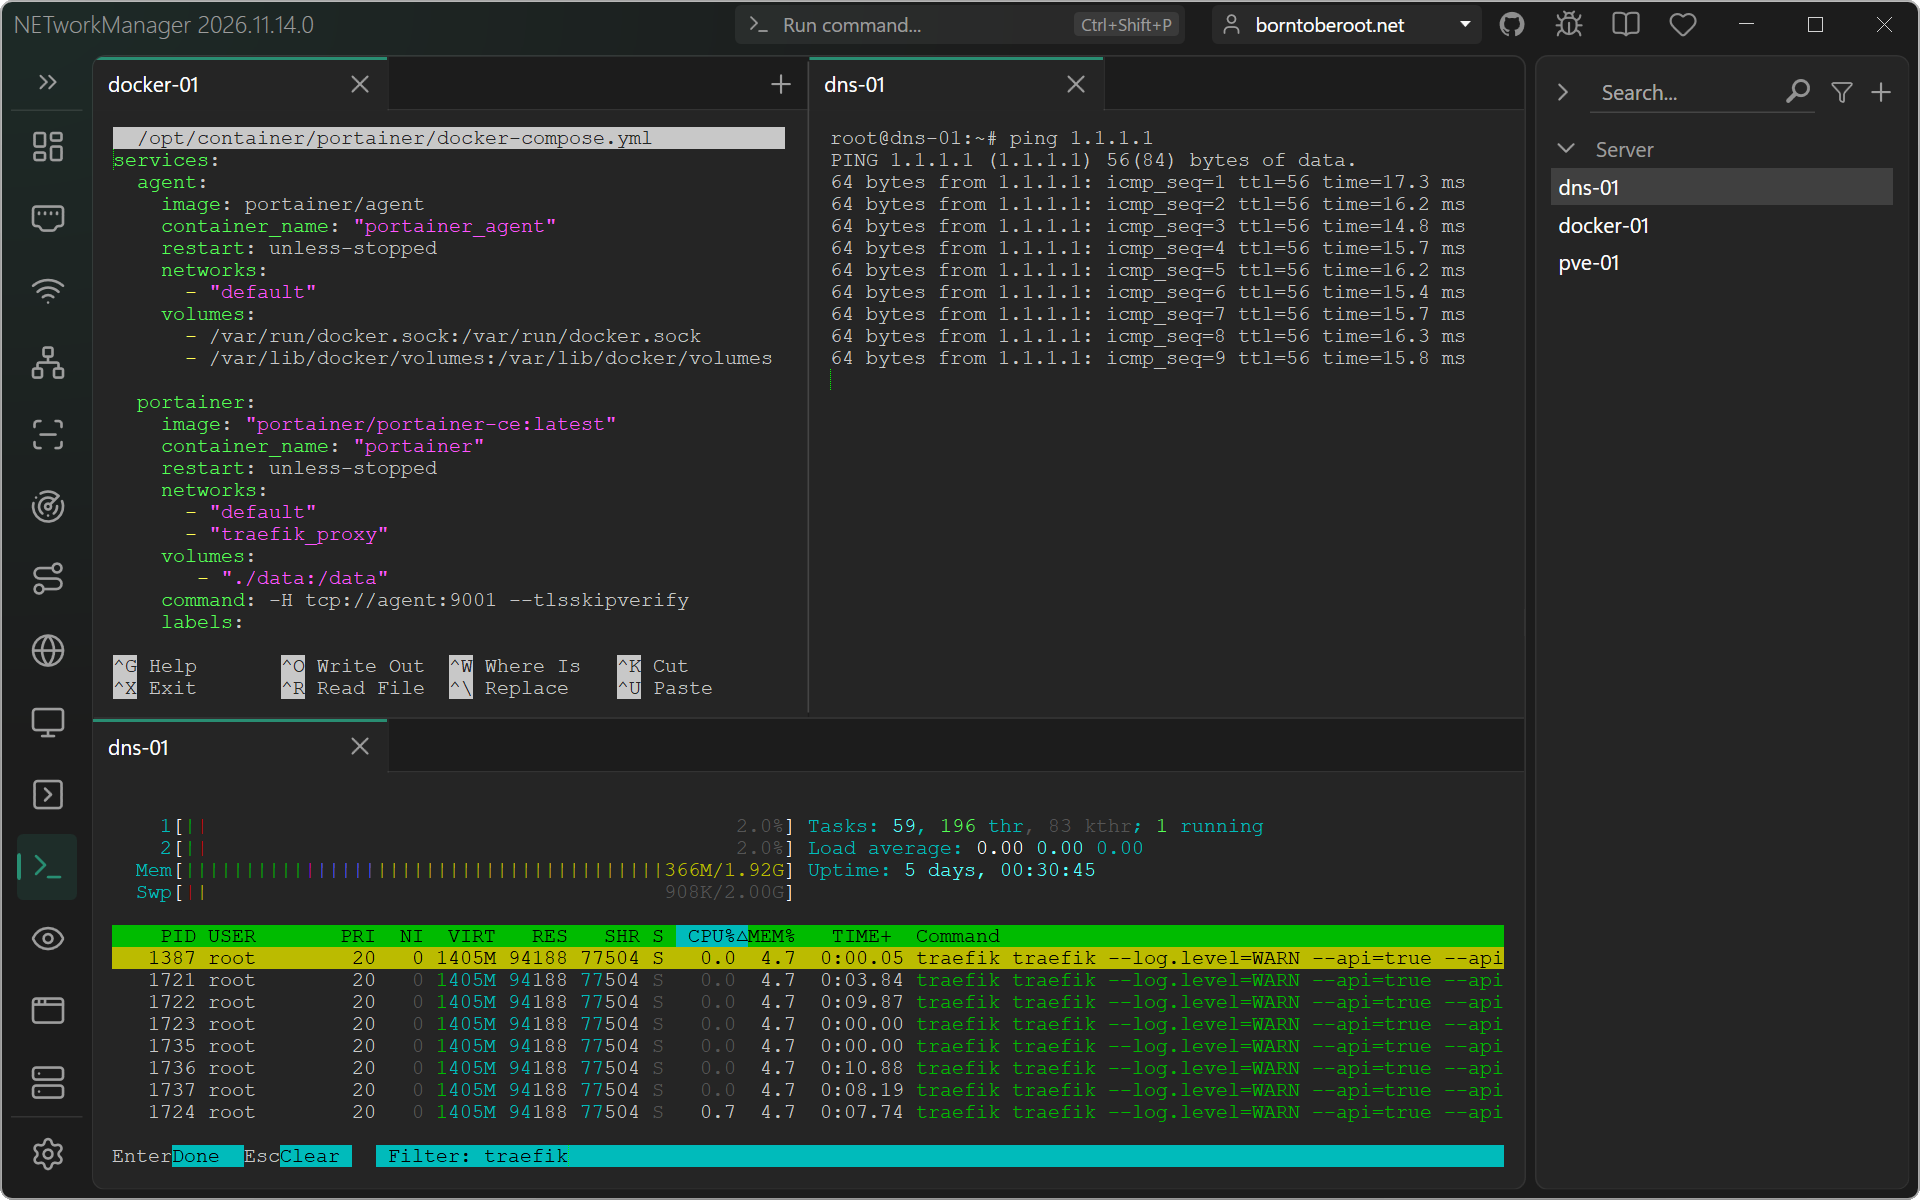 NETworkManager 2026.11.14.0
Run command... Ctrl+Shift+P
borntoberoot.net
docker-01
/opt/container/portainer/docker-compose.yml
services:
agent:
image: portainer/agent
container_name: "portainer_agent"
restart: unless-stopped
networks:
- "default"
volumes:
- /var/run/docker.sock:/var/run/docker.sock
- /var/lib/docker/volumes:/var/lib/docker/volumes
portainer:
image: "portainer/portainer-ce:latest"
container_name: "portainer"
restart: unless-stopped
networks:
- "default"
- "traefik_proxy"
volumes:
- "./data:/data"
command: -H tcp://agent:9001 --tlsskipverify
labels:
^G Help ^O Write Out ^W Where Is ^K Cut
^X Exit ^R Read File ^\ Replace ^U Paste
dns-01
root@dns-01:~# ping 1.1.1.1
PING 1.1.1.1 (1.1.1.1) 56(84) bytes of data.
64 bytes from 1.1.1.1: icmp_seq=1 ttl=56 time=17.3 ms
64 bytes from 1.1.1.1: icmp_seq=2 ttl=56 time=16.2 ms
64 bytes from 1.1.1.1: icmp_seq=3 ttl=56 time=14.8 ms
64 bytes from 1.1.1.1: icmp_seq=4 ttl=56 time=15.7 ms
64 bytes from 1.1.1.1: icmp_seq=5 ttl=56 time=16.2 ms
64 bytes from 1.1.1.1: icmp_seq=6 ttl=56 time=15.4 ms
64 bytes from 1.1.1.1: icmp_seq=7 ttl=56 time=15.7 ms
64 bytes from 1.1.1.1: icmp_seq=8 ttl=56 time=16.3 ms
64 bytes from 1.1.1.1: icmp_seq=9 ttl=56 time=15.8 ms
dns-01
1[|| 2.0%] Tasks: 59, 196 thr, 83 kthr; 1 running
2[|| 2.0%] Load average: 0.00 0.00 0.00
Mem[||||||||||||||||||||||||||||||||||||||||366M/1.92G] Uptime: 5 days, 00:30:45
Swp[|| 908K/2.00G]
PID USER PRI NI VIRT RES SHR S CPU%△MEM% TIME+ Command
1387 root 20 0 1405M 94188 77504 S 0.0 4.7 0:00.05 traefik traefik --log.level=WARN --api=true --api
1721 root 20 0 1405M 94188 77504 S 0.0 4.7 0:03.84 traefik traefik --log.level=WARN --api=true --api
1722 root 20 0 1405M 94188 77504 S 0.0 4.7 0:09.87 traefik traefik --log.level=WARN --api=true --api
1723 root 20 0 1405M 94188 77504 S 0.0 4.7 0:00.00 traefik traefik --log.level=WARN --api=true --api
1735 root 20 0 1405M 94188 77504 S 0.0 4.7 0:00.00 traefik traefik --log.level=WARN --api=true --api
1736 root 20 0 1405M 94188 77504 S 0.0 4.7 0:10.88 traefik traefik --log.level=WARN --api=true --api
1737 root 20 0 1405M 94188 77504 S 0.0 4.7 0:08.19 traefik traefik --log.level=WARN --api=true --api
1724 root 20 0 1405M 94188 77504 S 0.7 4.7 0:07.74 traefik traefik --log.level=WARN --api=true --api
EnterDone EscClear Filter: traefik
Search...
Server
dns-01
docker-01
pve-01